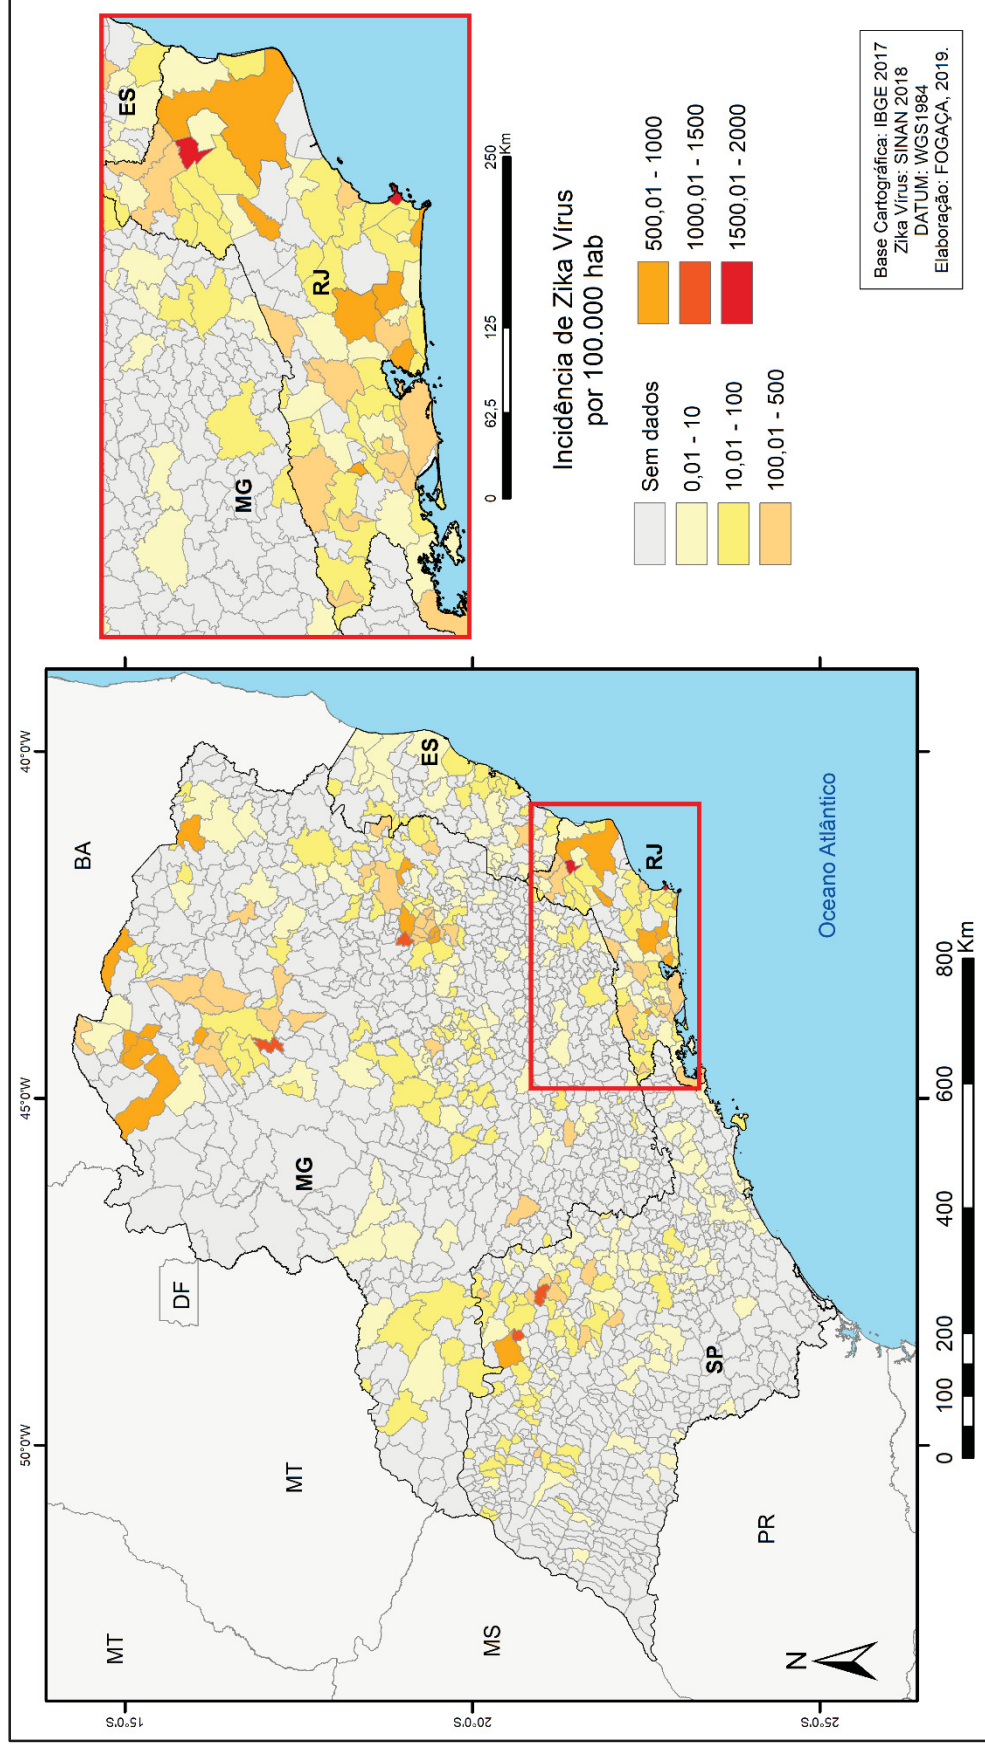 40°0'W
45°0'W
50°0'W
15°0'S
20°0'S
25°0'S
BA
DF
MT
MT
MS
PR
MG
ES
RJ
SP
Oceano Atlântico
N
0 100 200 400 600 800
Km
ES
MG
RJ
0 62,5 125 250
Km
Incidência de Zika Vírus
por 100.000 hab
Sem dados
0,01 - 10
10,01 - 100
100,01 - 500
500,01 - 1000
1000,01 - 1500
1500,01 - 2000
Base Cartográfica: IBGE 2017
Zika Vírus: SINAN 2018
DATUM: WGS1984
Elaboração: FOGAÇA, 2019.